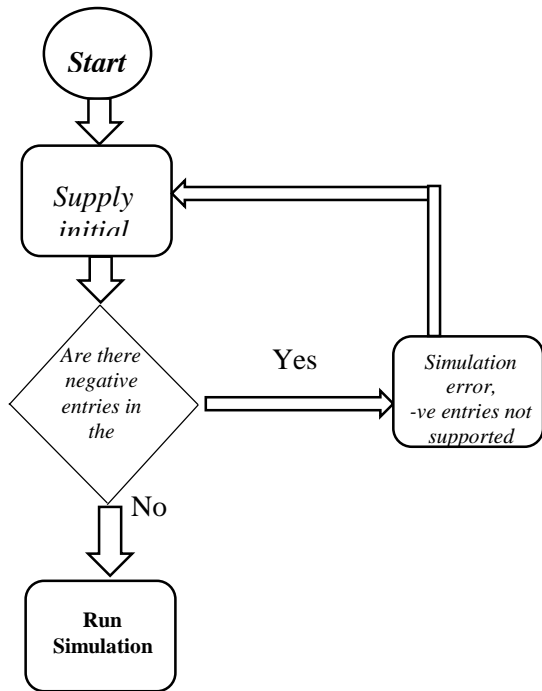 Start
Supply
initial
Are there
negative
entries in
the
Yes
Simulation
error,
-ve entries not
supported
No
Run
Simulation